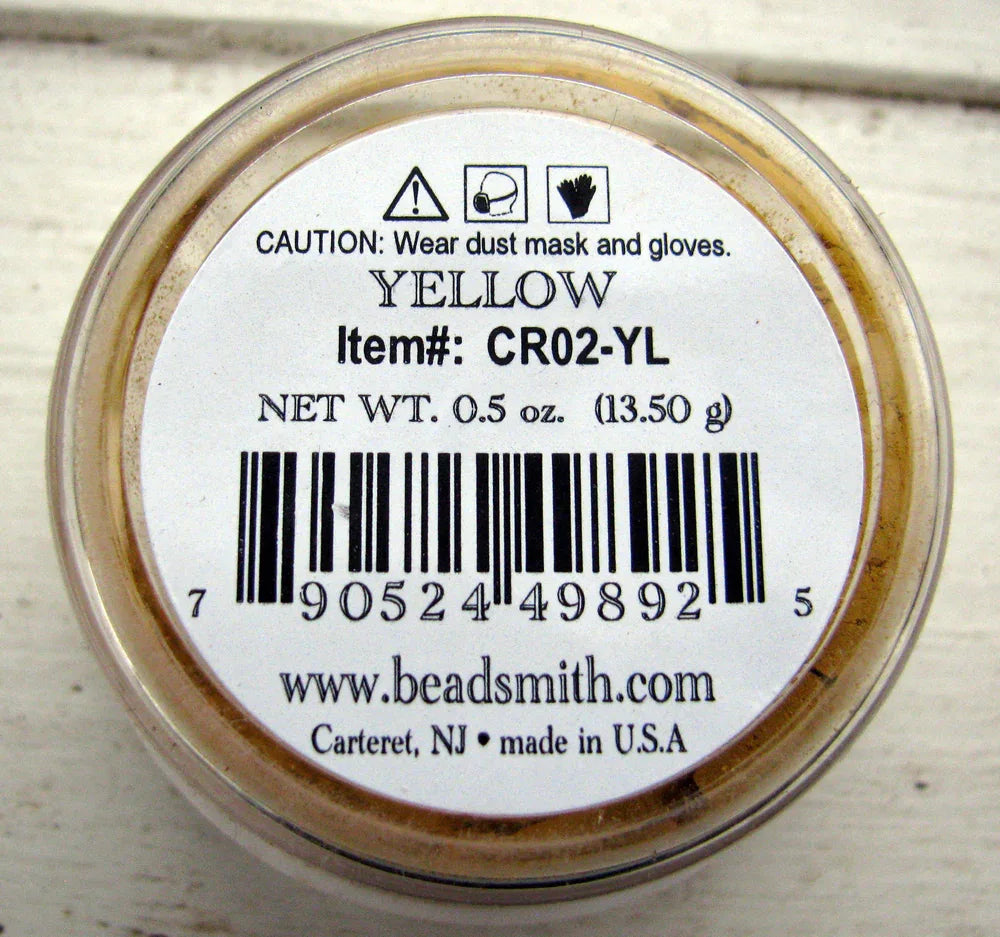 CAUTION: Wear dust mask and gloves.
YELLOW
Item#: CR02-YL
NET WT. 0.5 oz. (13.50 g)
7 90524 49892 5
www.beadsmith.com
Carteret, NJ • made in U.S.A